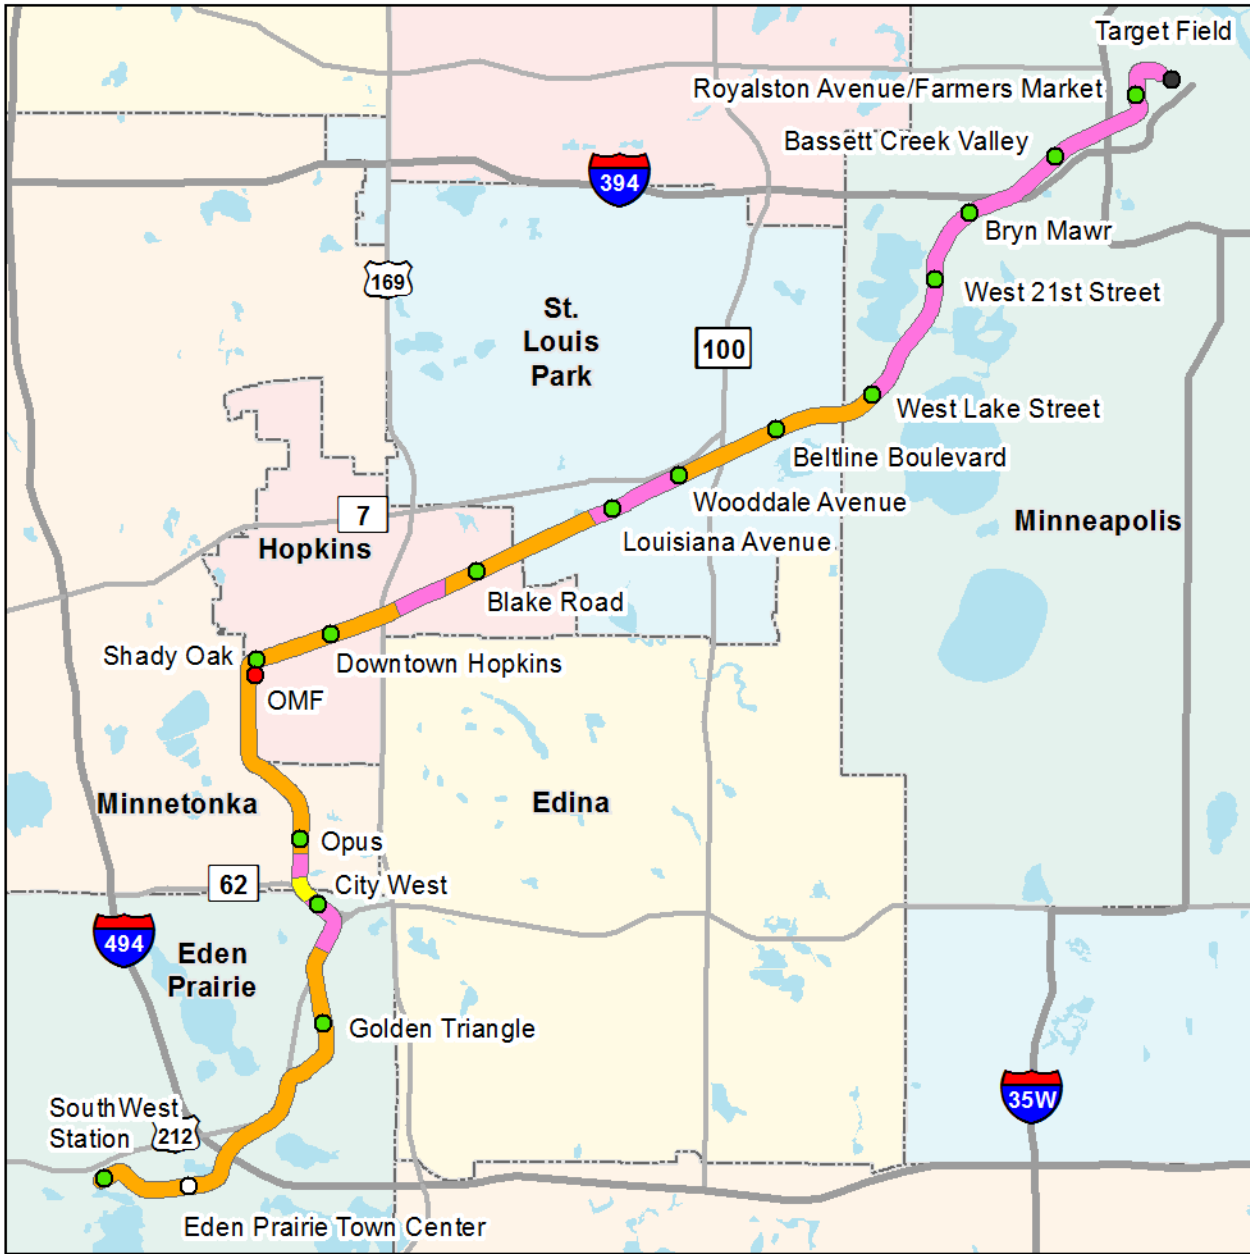 Target Field
Royalston Avenue/Farmers Market
Bassett Creek Valley
394
Bryn Mawr
169
West 21st Street
St.
Louis
Park
100
West Lake Street
Beltline Boulevard
Wooddale Avenue
7
Minneapolis
Hopkins
Louisiana Avenue
Blake Road
Shady Oak
Downtown Hopkins
OMF
Minnetonka
Edina
Opus
62
City West
494
Eden
Prairie
Golden Triangle
35W
SouthWest
Station
212
Eden Prairie Town Center